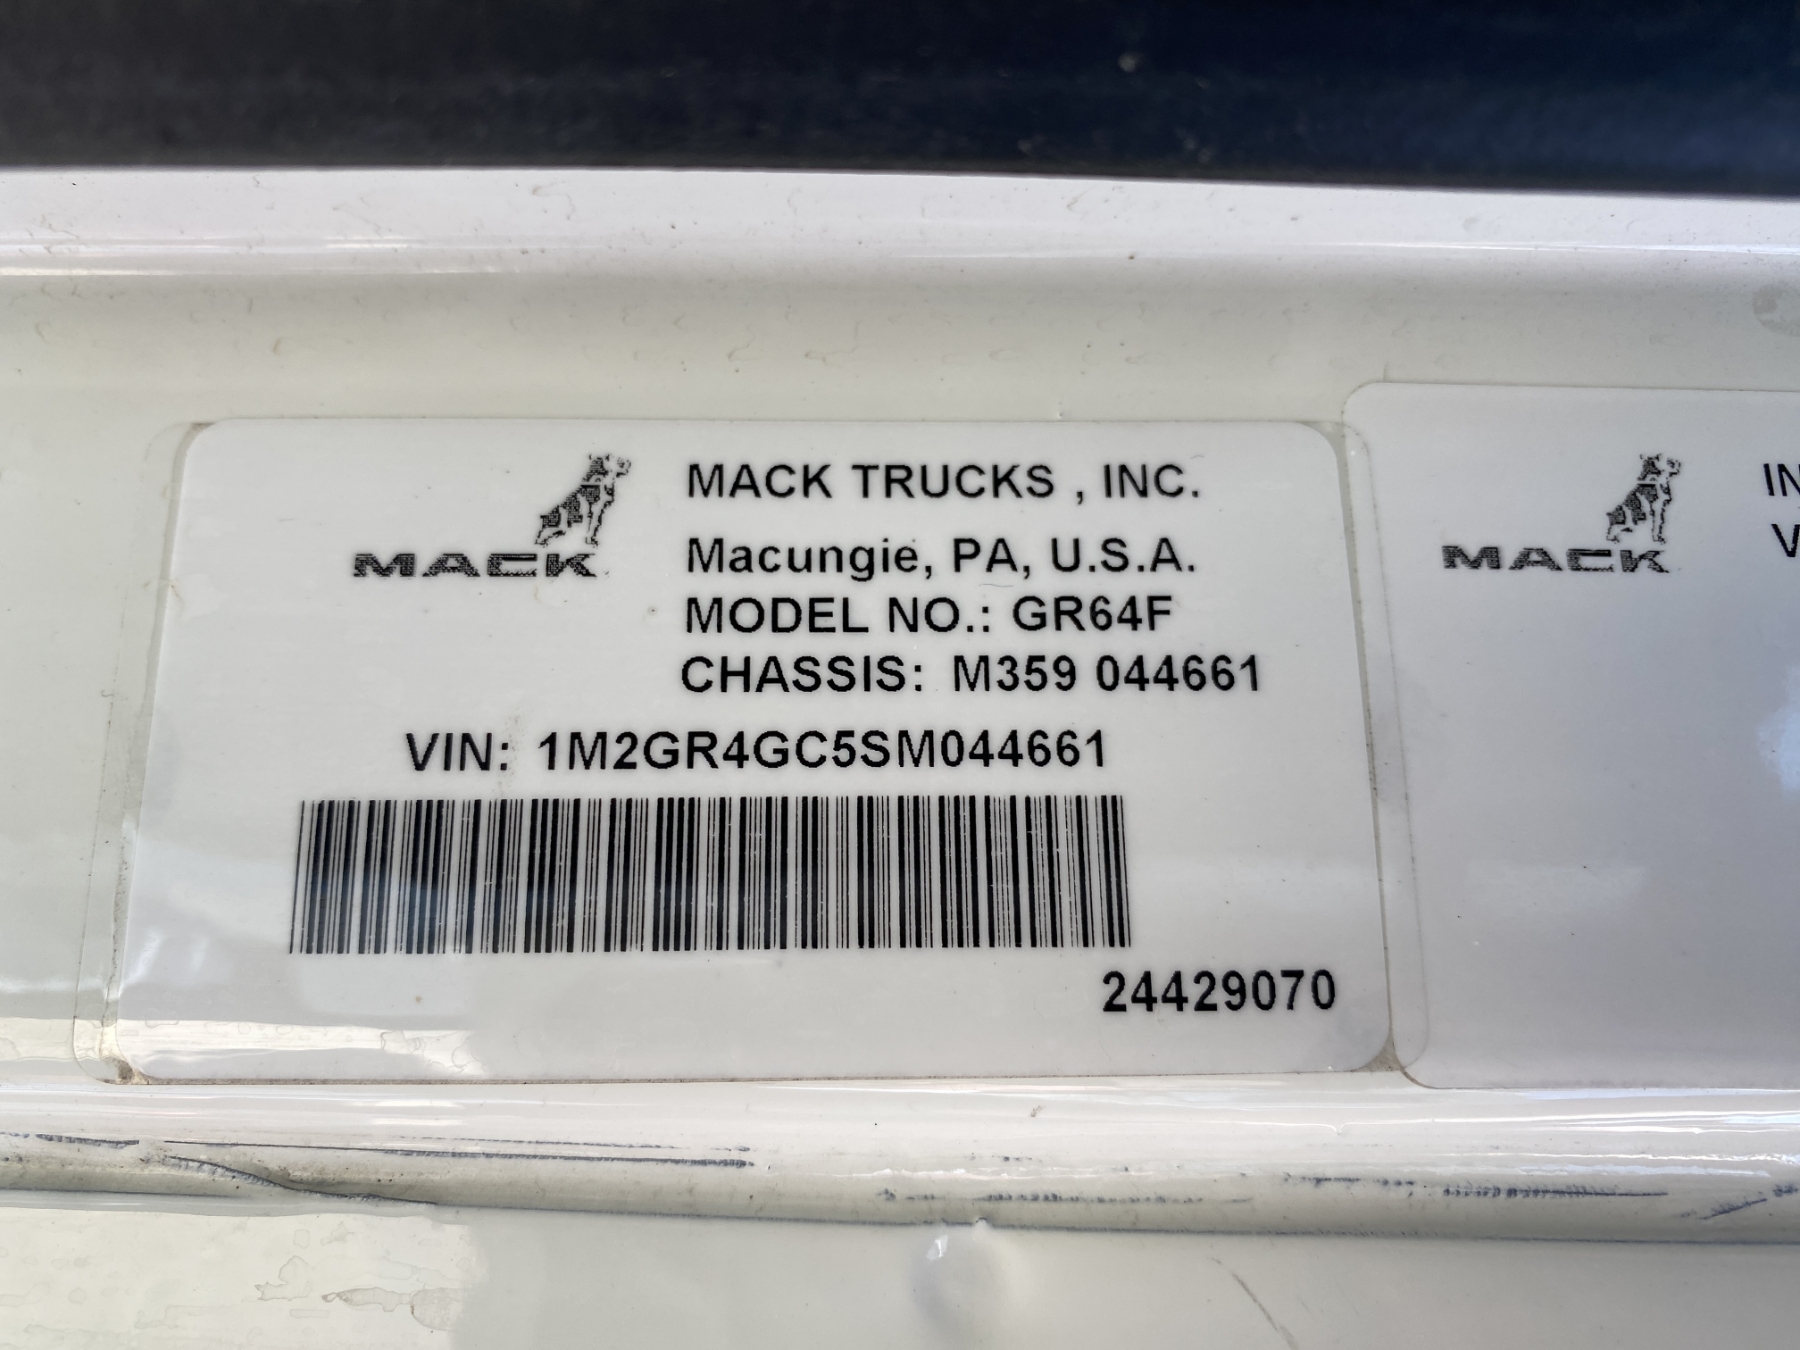 MACK
MACK TRUCKS , INC.
Macungie, PA, U.S.A.
MODEL NO.: GR64F
CHASSIS: M359 044661
VIN: 1M2GR4GC5SM044661
24429070
MACK